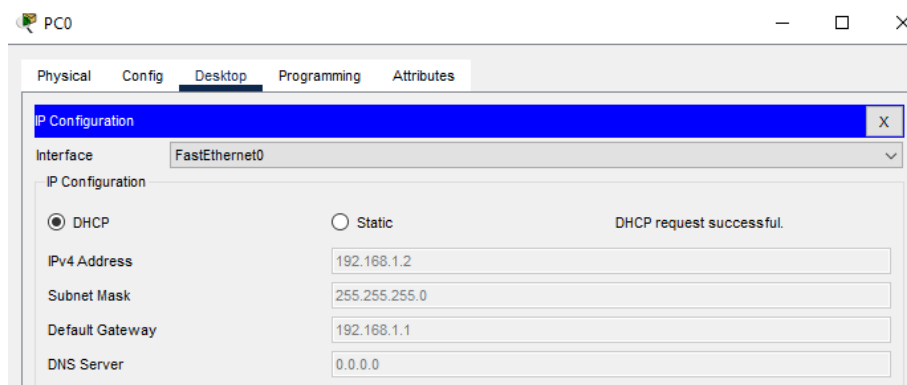 PC0
Physical Config Desktop Programming Attributes
IP Configuration X
Interface FastEthernet0
IP Configuration
DHCP Static DHCP request successful.
IPv4 Address 192.168.1.2
Subnet Mask 255.255.255.0
Default Gateway 192.168.1.1
DNS Server 0.0.0.0